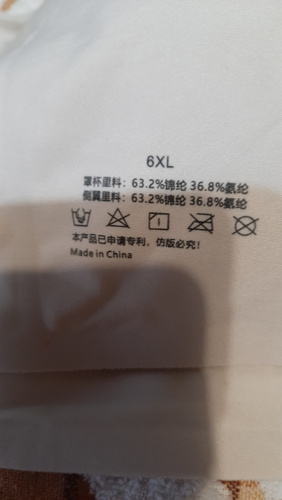 6XL
罩杯里料：63.2%锦纶 36.8%氨纶
侧翼里料：63.2%锦纶 36.8%氨纶
本产品已申请专利，仿版必究！
Made in China